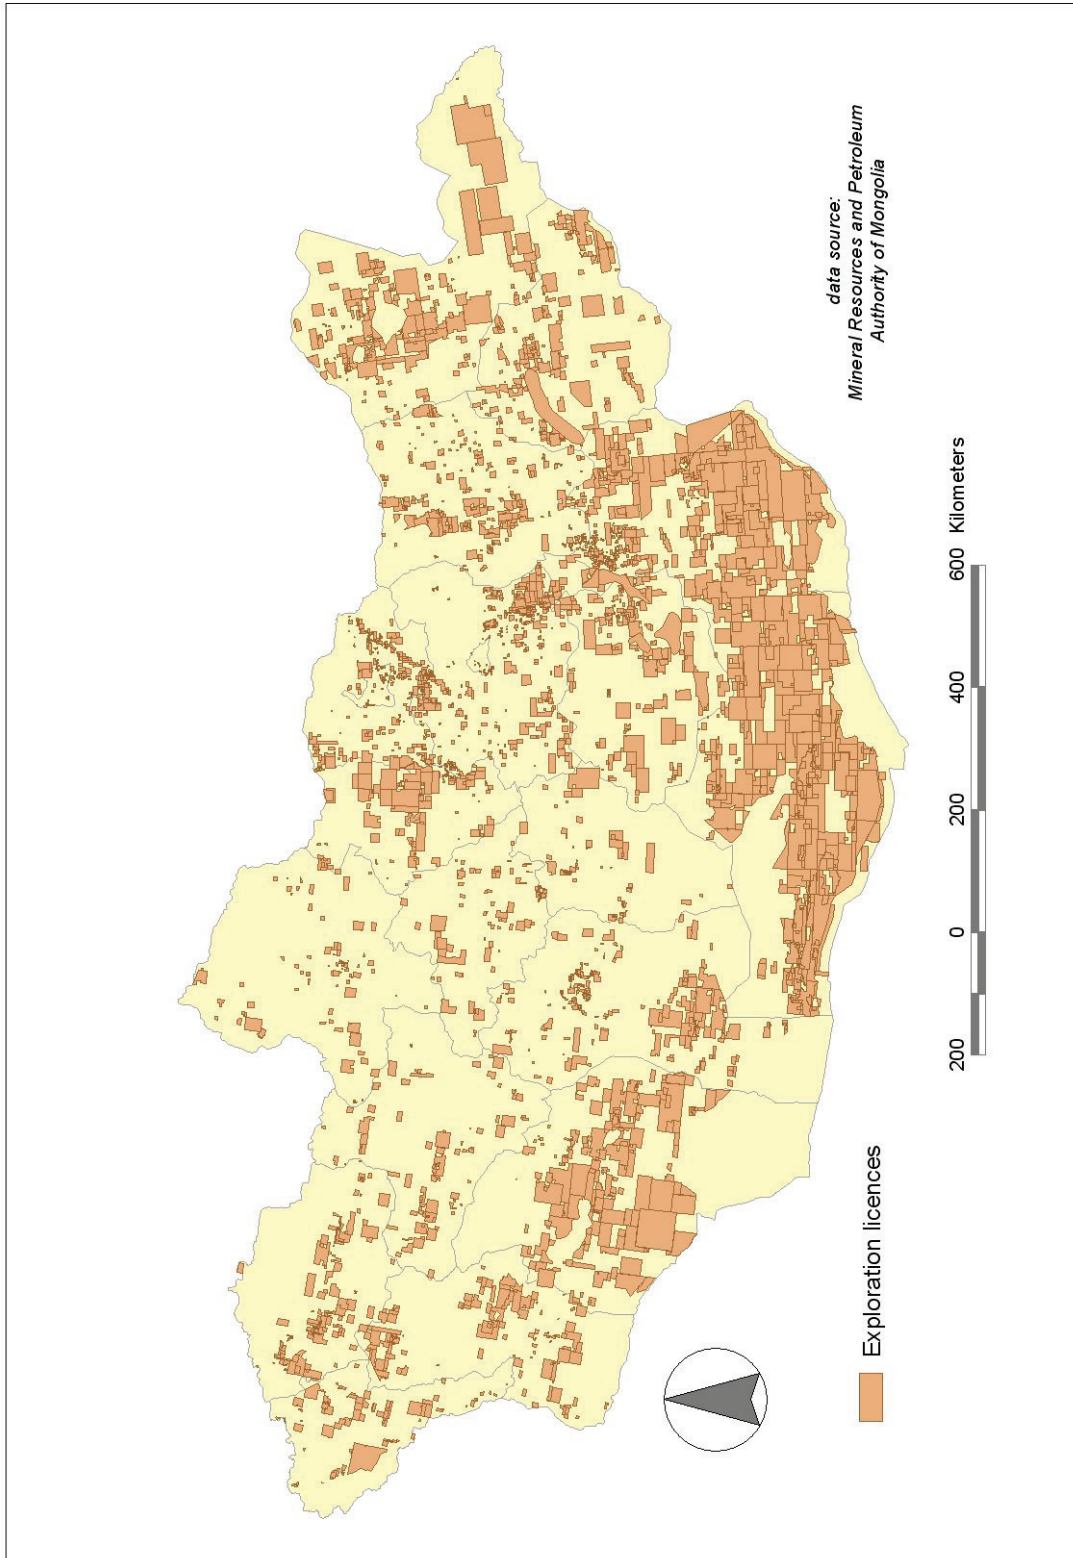 data source:
Mineral Resources and Petroleum
Authority of Mongolia
Exploration licences
200 0 200 400 600 Kilometers